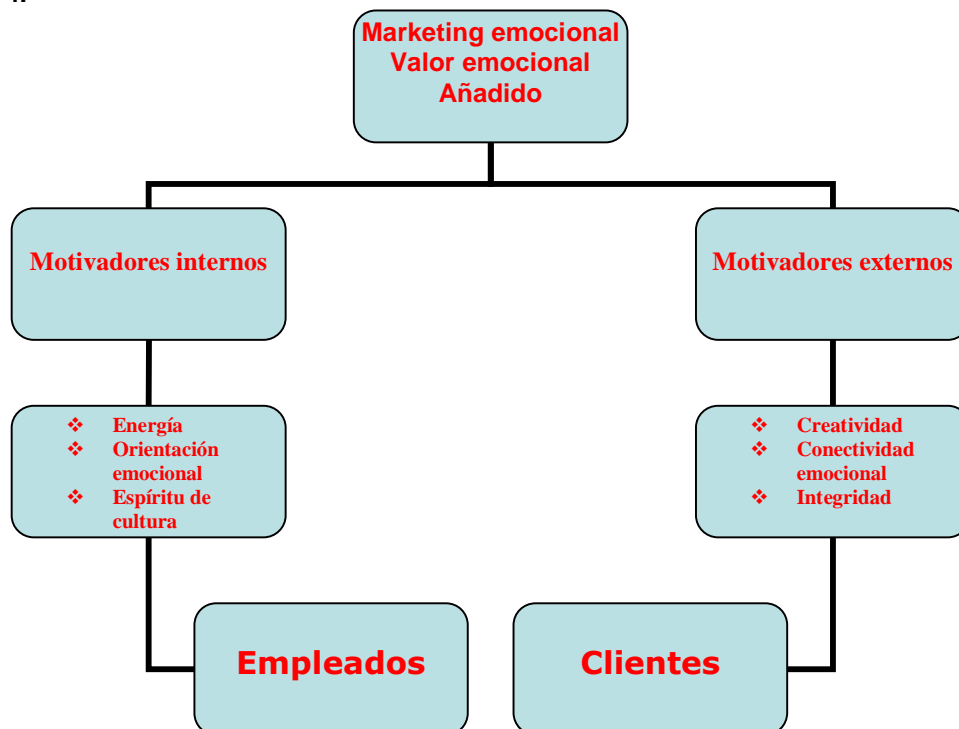 Marketing emocional
Valor emocional
Añadido
Motivadores internos
Motivadores externos
❖ Energía
❖ Orientación
emocional
❖ Espíritu de
cultura
❖ Creatividad
❖ Conectividad
emocional
❖ Integridad
Empleados
Clientes